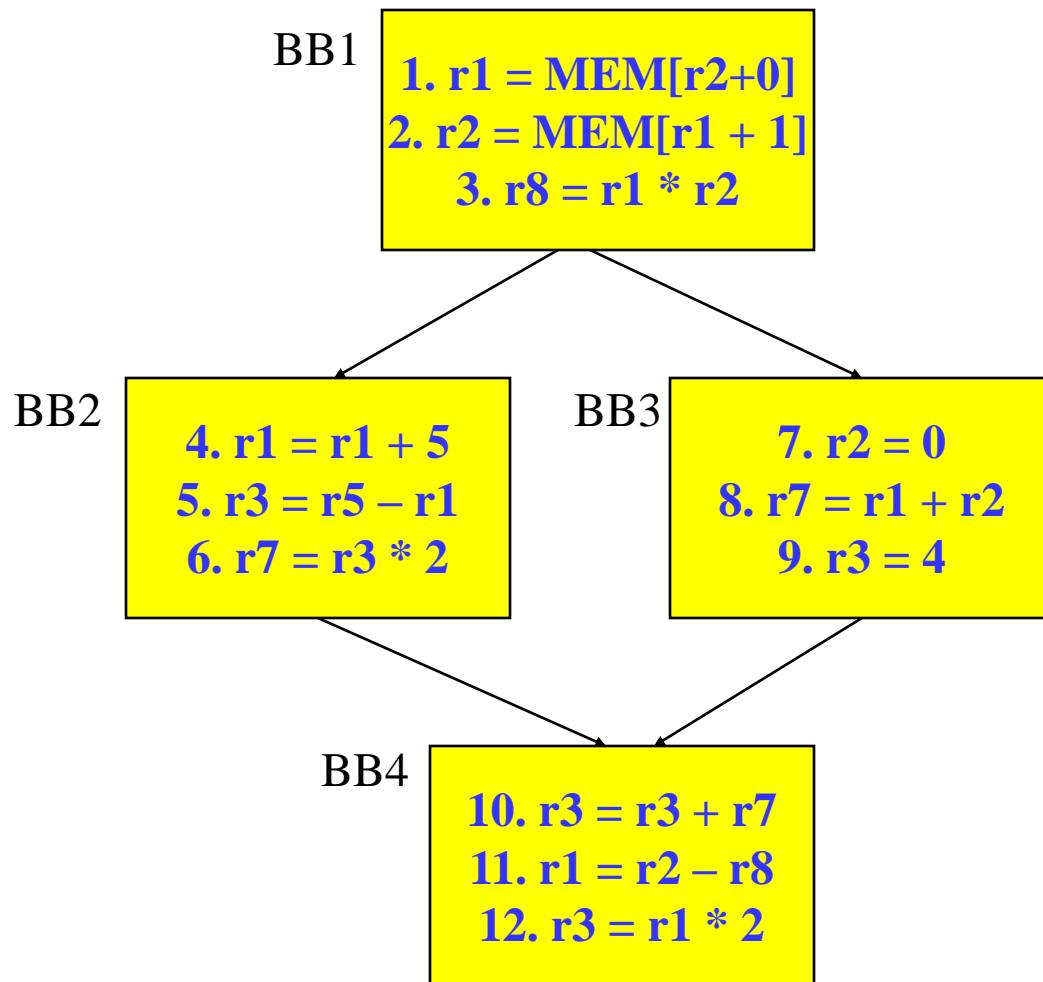 BB1
1. r1 = MEM[r2+0]
2. r2 = MEM[r1 + 1]
3. r8 = r1 * r2
BB2
4. r1 = r1 + 5
5. r3 = r5 – r1
6. r7 = r3 * 2
BB3
7. r2 = 0
8. r7 = r1 + r2
9. r3 = 4
BB4
10. r3 = r3 + r7
11. r1 = r2 – r8
12. r3 = r1 * 2